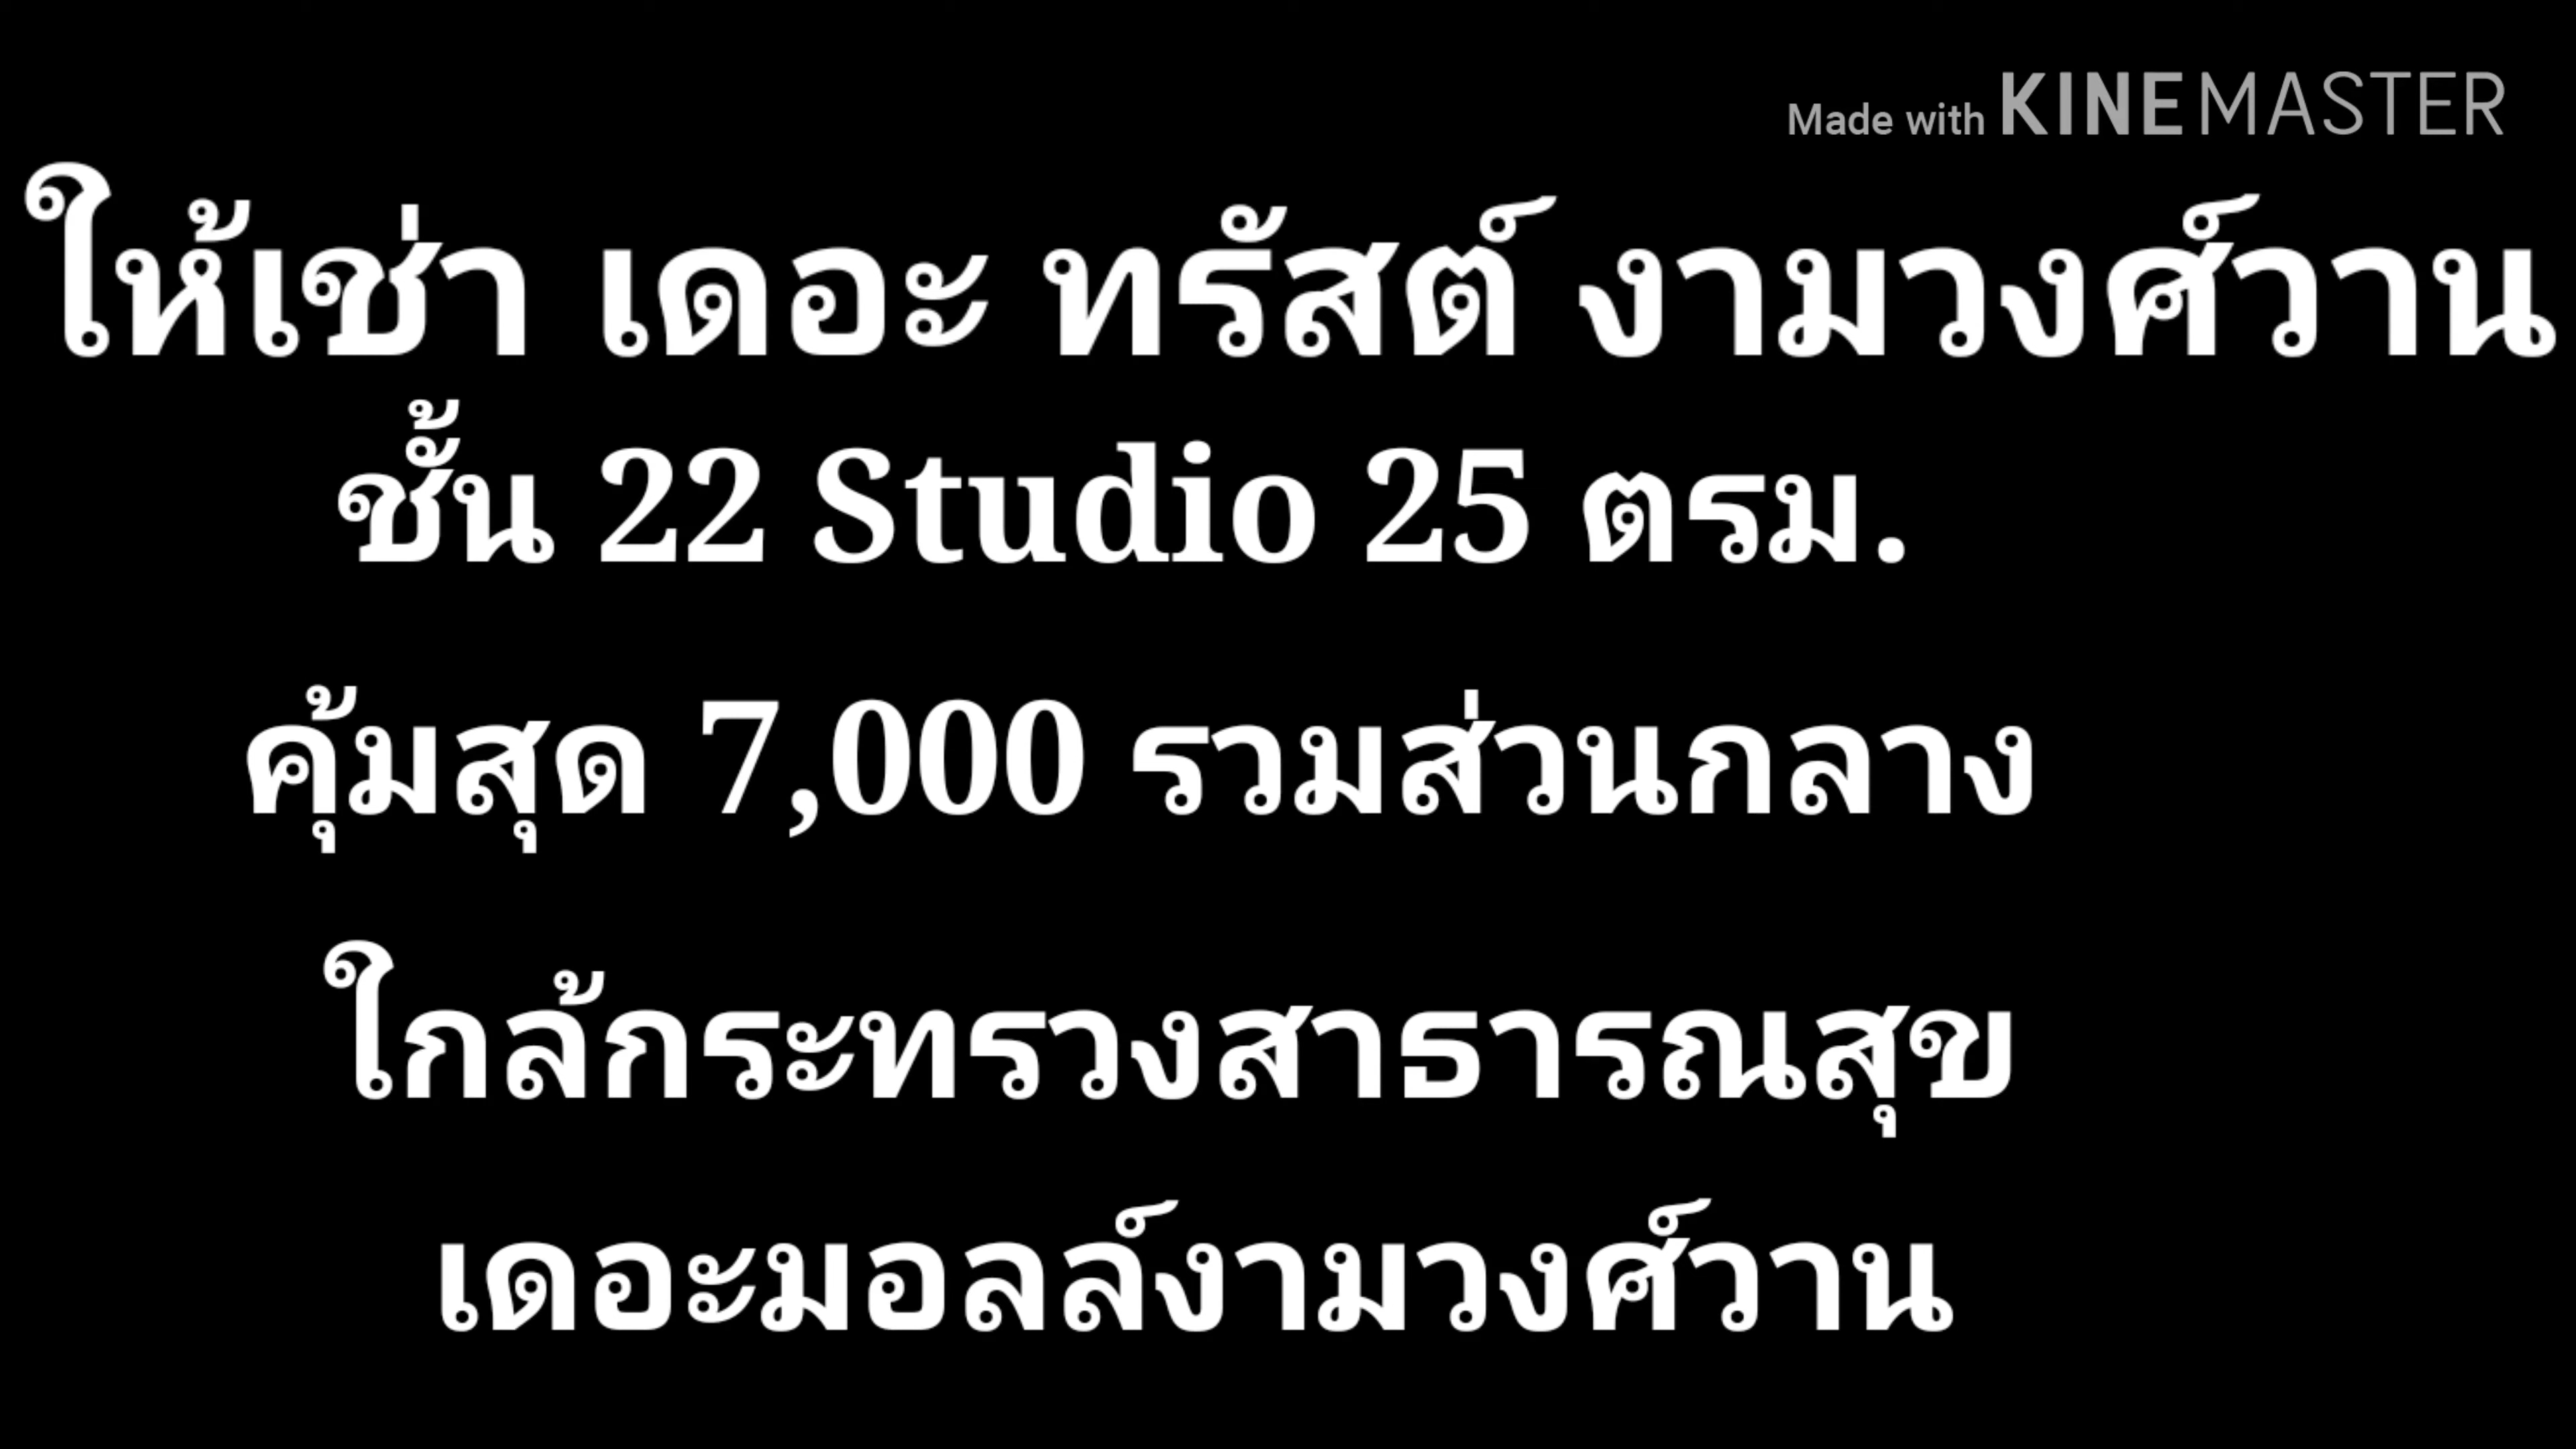 Made with KINEMASTER
ให้เช่า เดอะ ทรัสต์ งามวงศ์วาน
ชั้น 22 Studio 25 ตรม.
คุ้มสุด 7,000 รวมส่วนกลาง
ใกล้กระทรวงสาธารณสุข
เดอะมอลล์งามวงศ์วาน